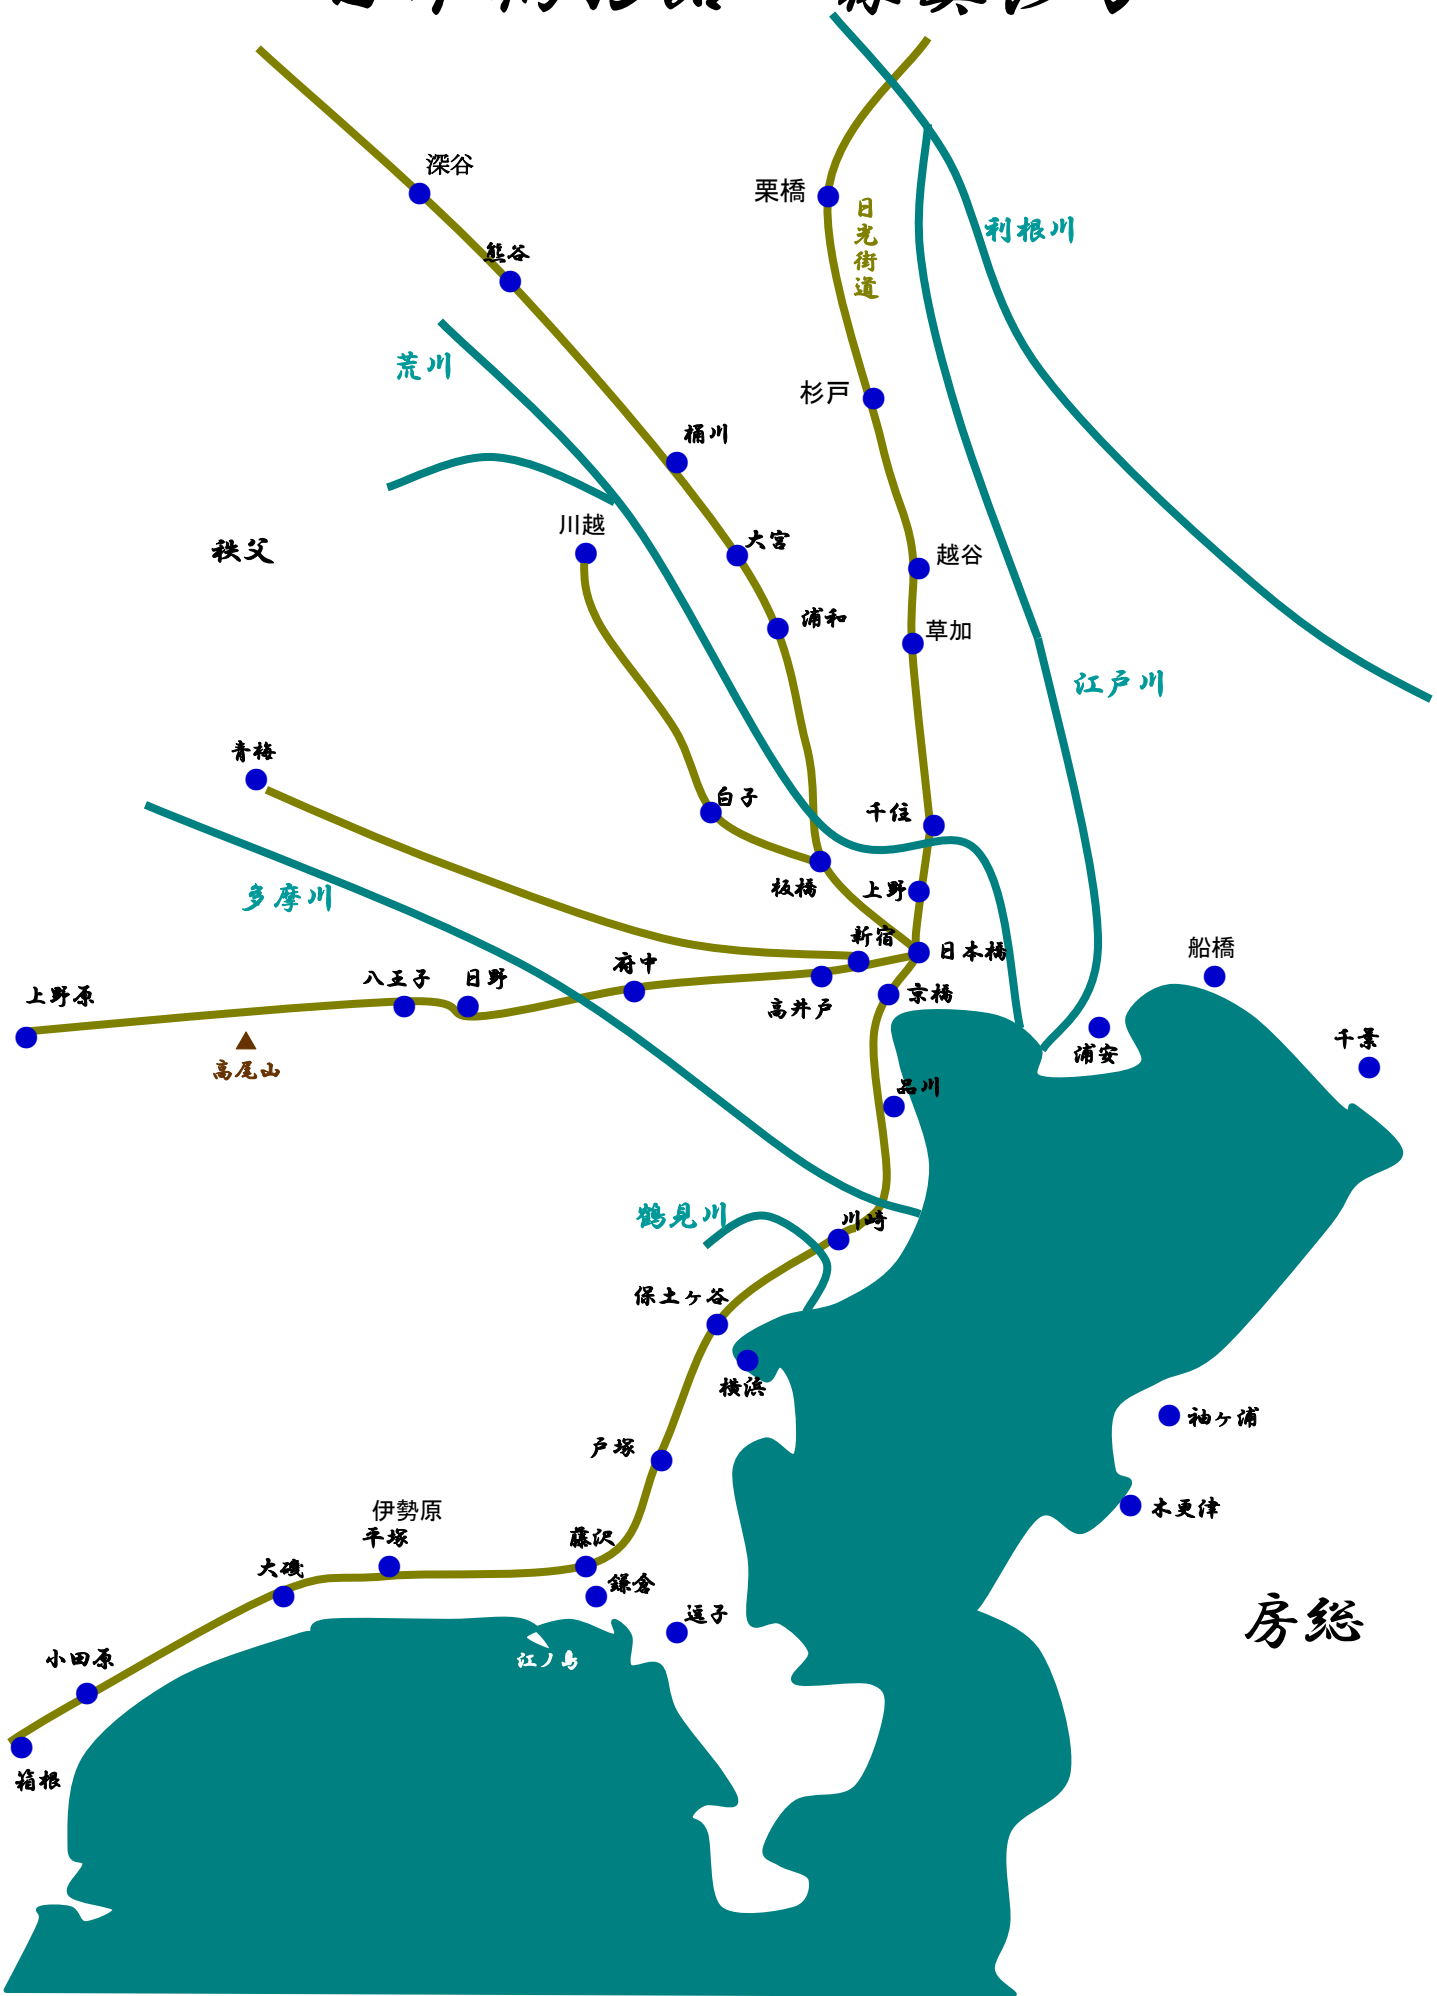 深谷
栗橋
日光街道
利根川
熊谷
荒川
杉戸
桶川
川越
大宮
秩父
越谷
浦和
草加
江戸川
青梅
白子
千住
多摩川
板橋
上野
新宿
日本橋
船橋
府中
八王子
日野
上野原
高井戸
京橋
浦安
千葉
高尾山
品川
鶴見川
川崎
保土ヶ谷
横浜
袖ヶ浦
戸塚
木更津
伊勢原
平塚
藤沢
大磯
鎌倉
逗子
房総
小田原
江ノ島
箱根